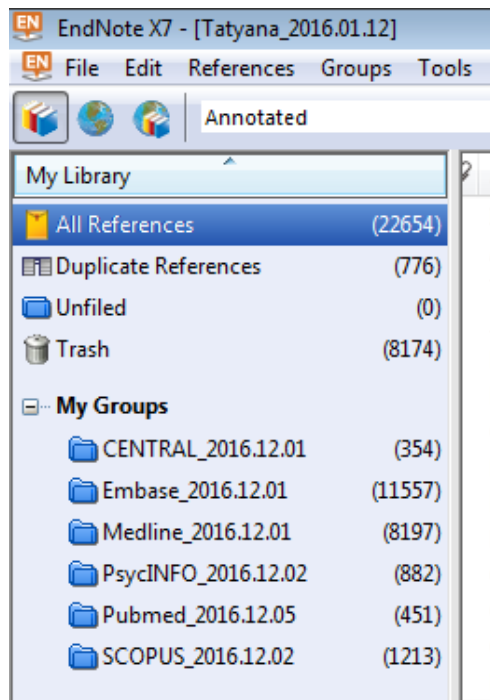 EN EndNote X7 - [Tatyana_2016.01.12]
EN File Edit References Groups Tools
Annotated
My Library
All References (22654)
Duplicate References (776)
Unfiled (0)
Trash (8174)
My Groups
CENTRAL_2016.12.01 (354)
Embase_2016.12.01 (11557)
Medline_2016.12.01 (8197)
PsycINFO_2016.12.02 (882)
Pubmed_2016.12.05 (451)
SCOPUS_2016.12.02 (1213)